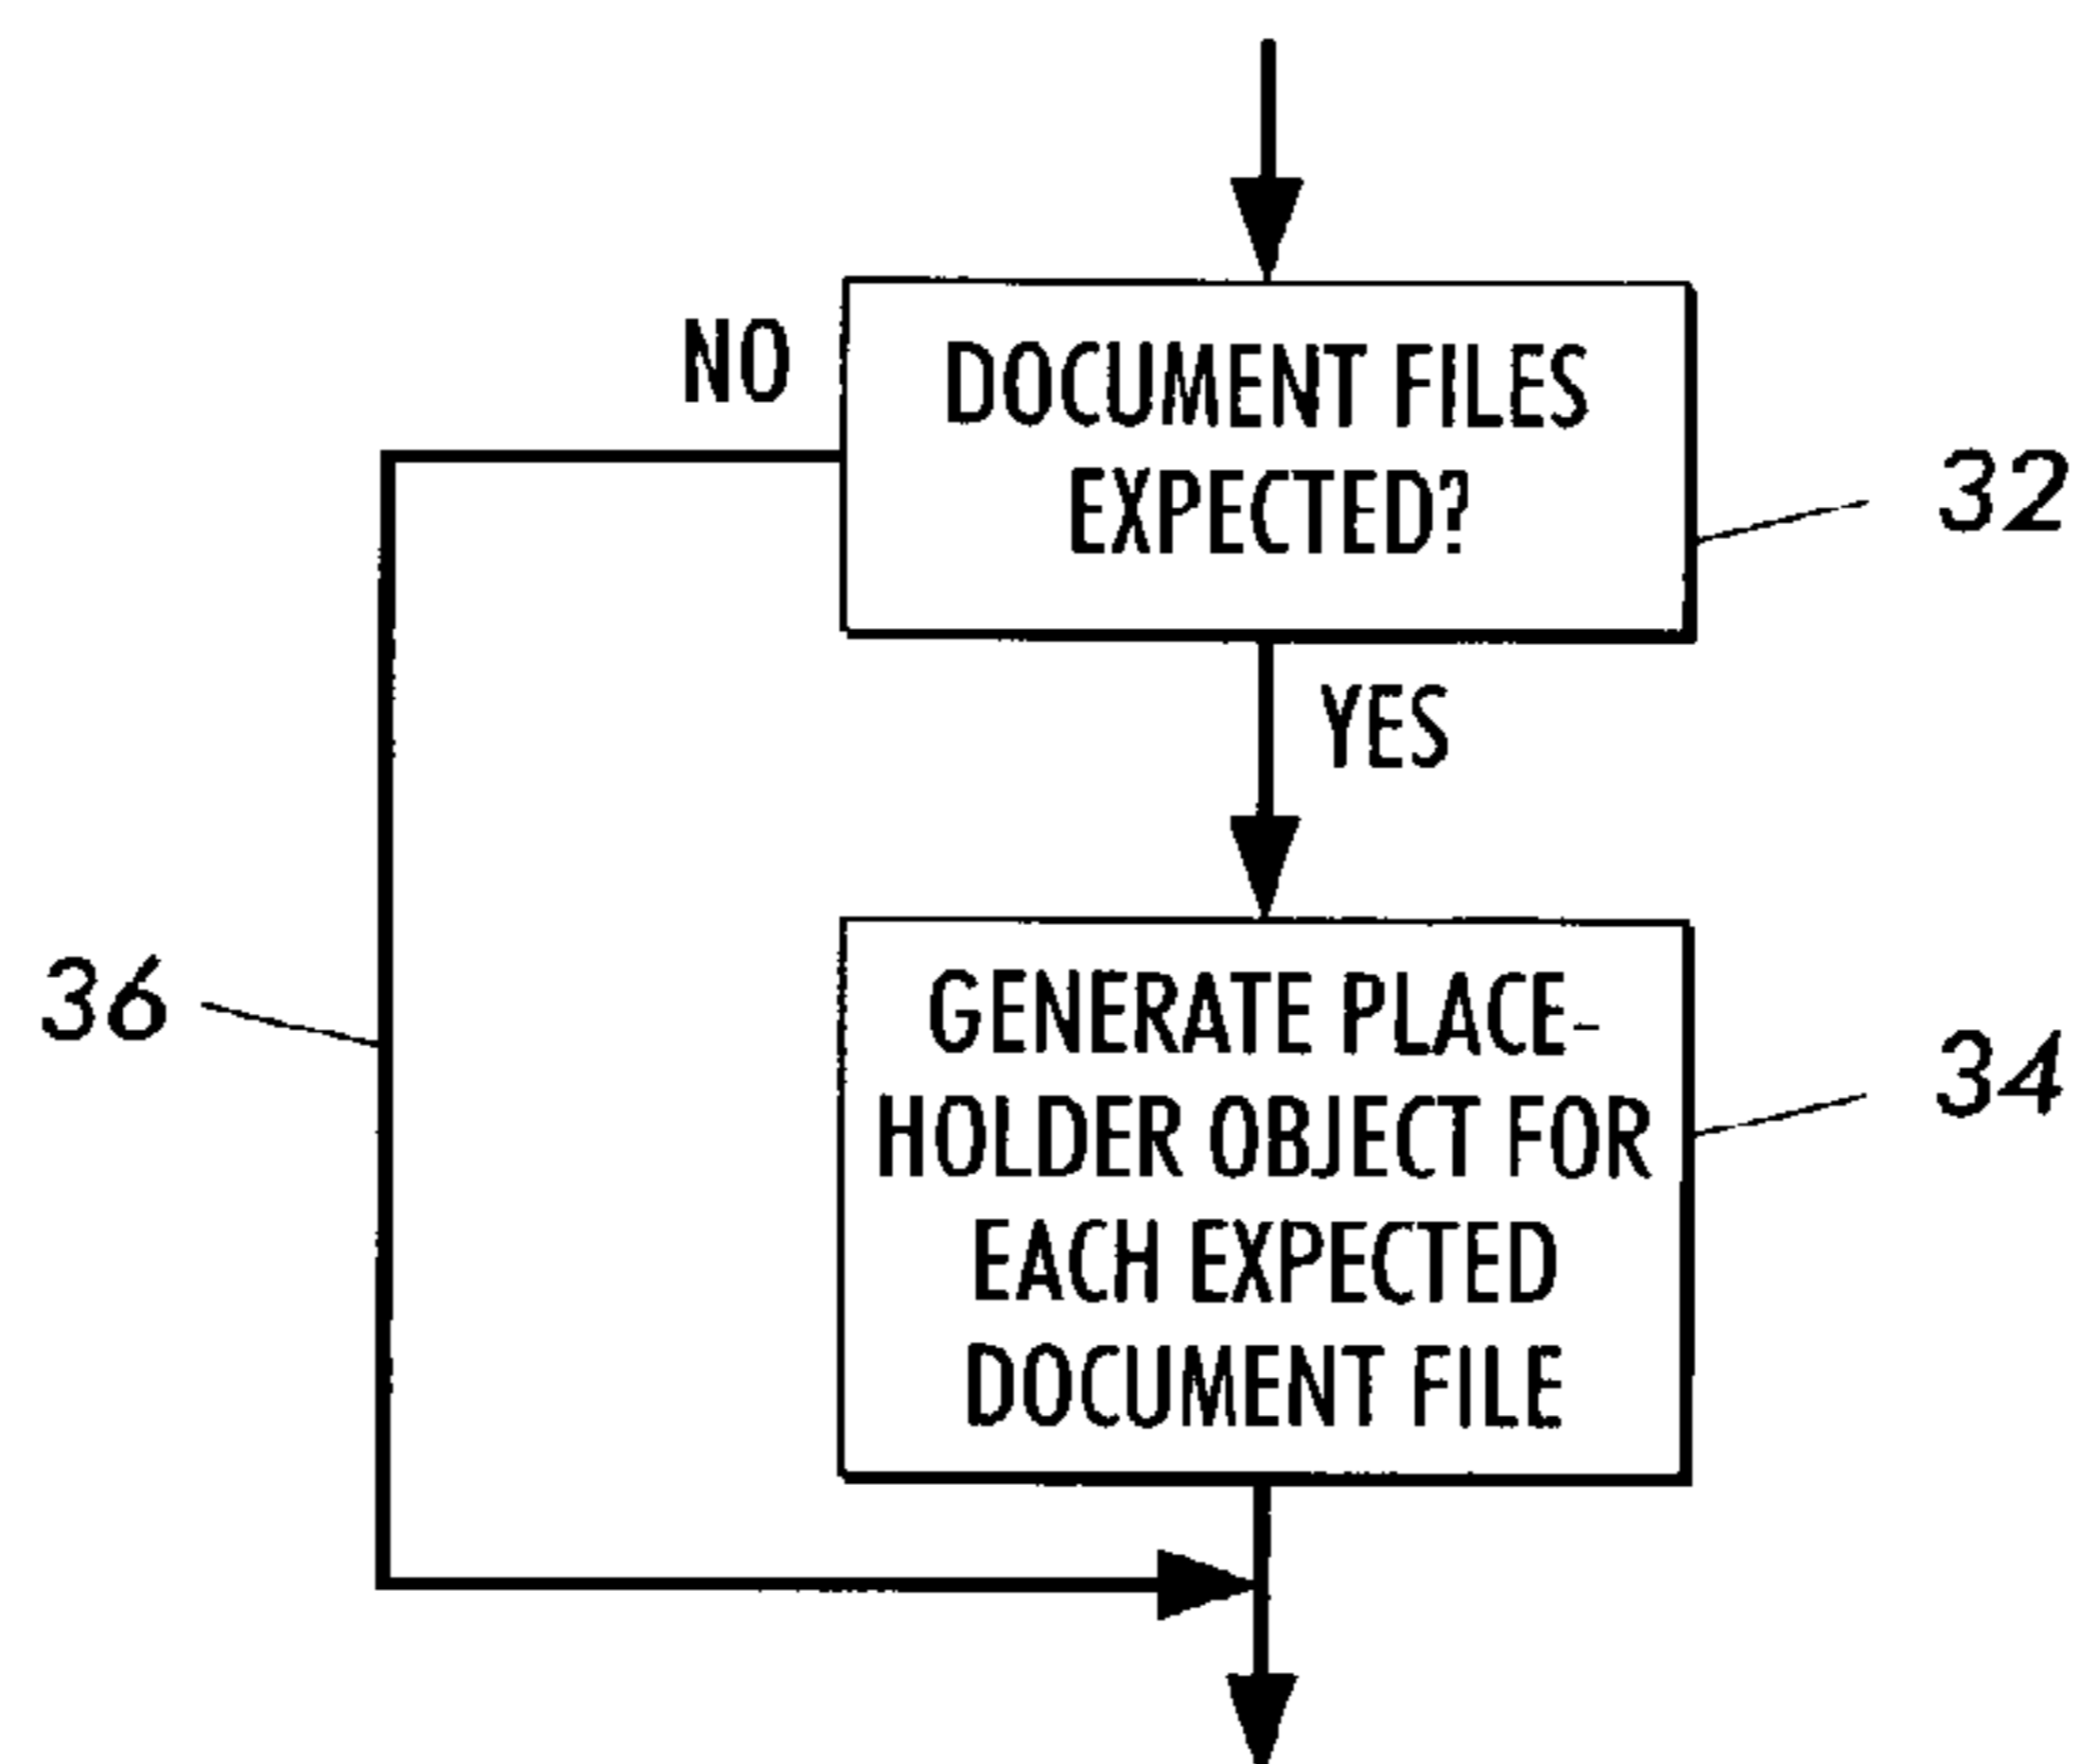 NO
DOCUMENT FILES
EXPECTED?
32
YES
36
GENERATE PLACE-
HOLDER OBJECT FOR
EACH EXPECTED
DOCUMENT FILE
34